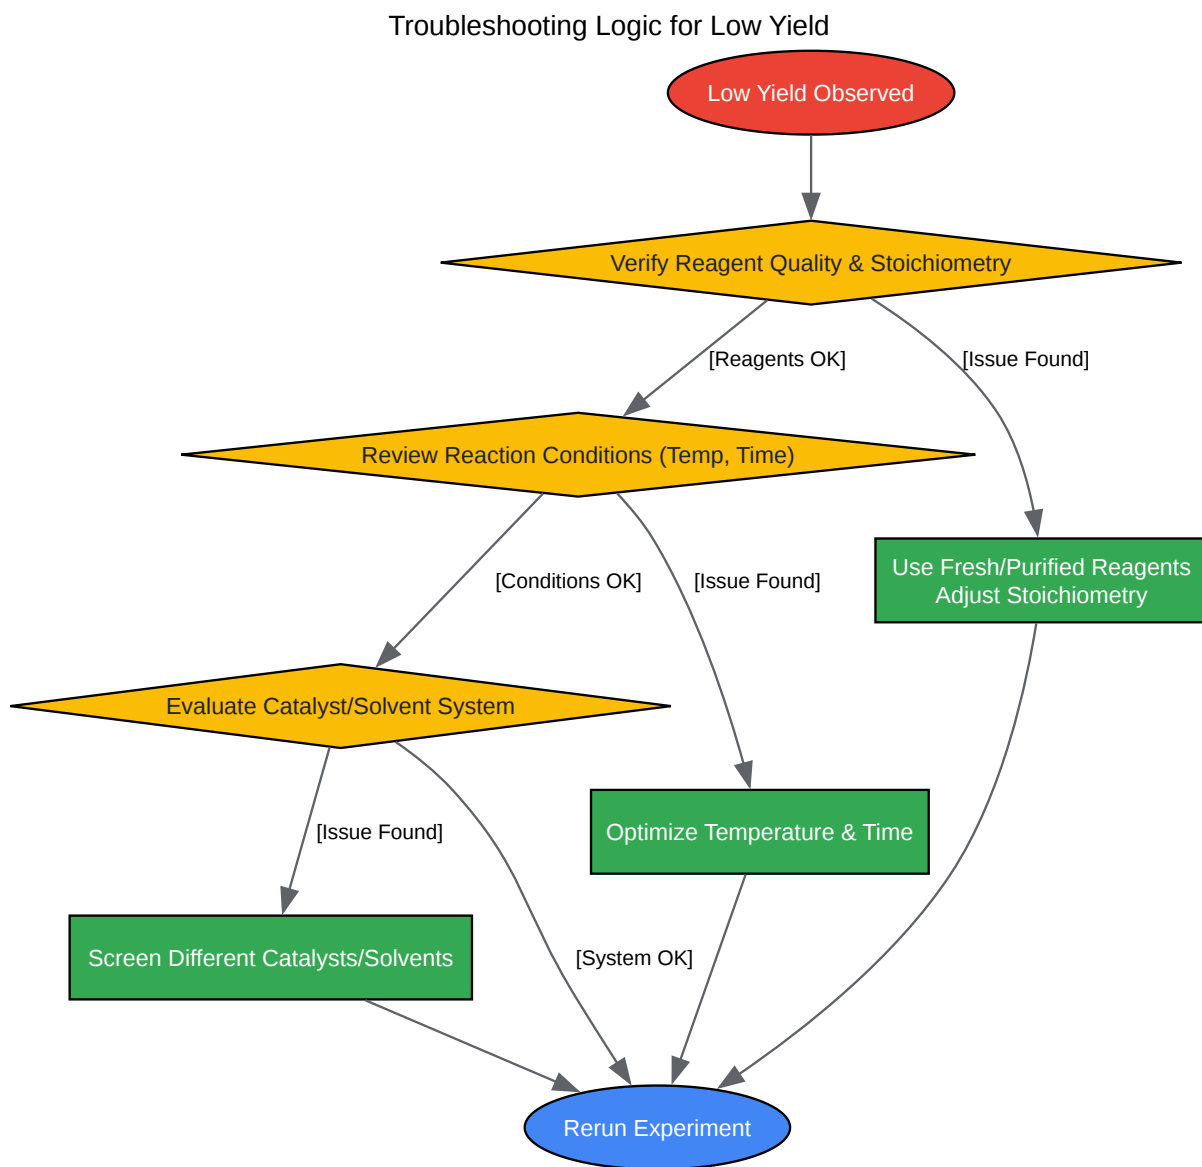 Troubleshooting Logic for Low Yield
Low Yield Observed
Verify Reagent Quality & Stoichiometry
[Reagents OK]
[Issue Found]
Review Reaction Conditions (Temp, Time)
[Conditions OK]
[Issue Found]
Use Fresh/Purified Reagents
Adjust Stoichiometry
Evaluate Catalyst/Solvent System
[Issue Found]
Optimize Temperature & Time
Screen Different Catalysts/Solvents
[System OK]
Rerun Experiment